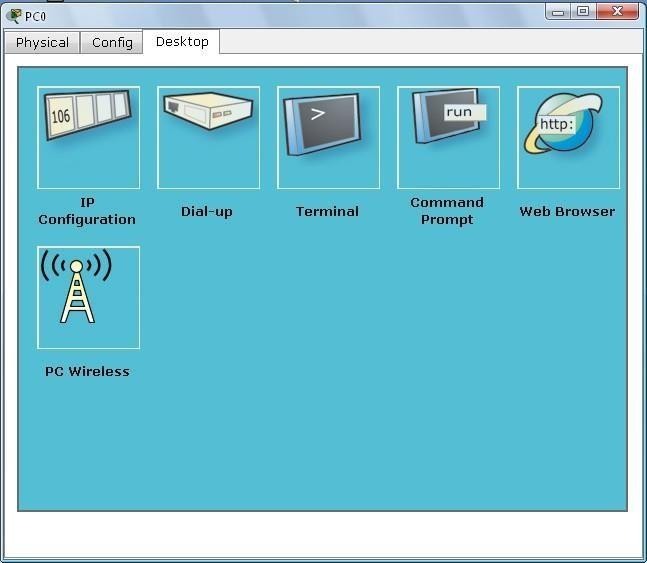 PC0
Physical Config Desktop
106
>
run
http:
IP
Configuration
Dial-up
Terminal
Command
Prompt
Web Browser
PC Wireless